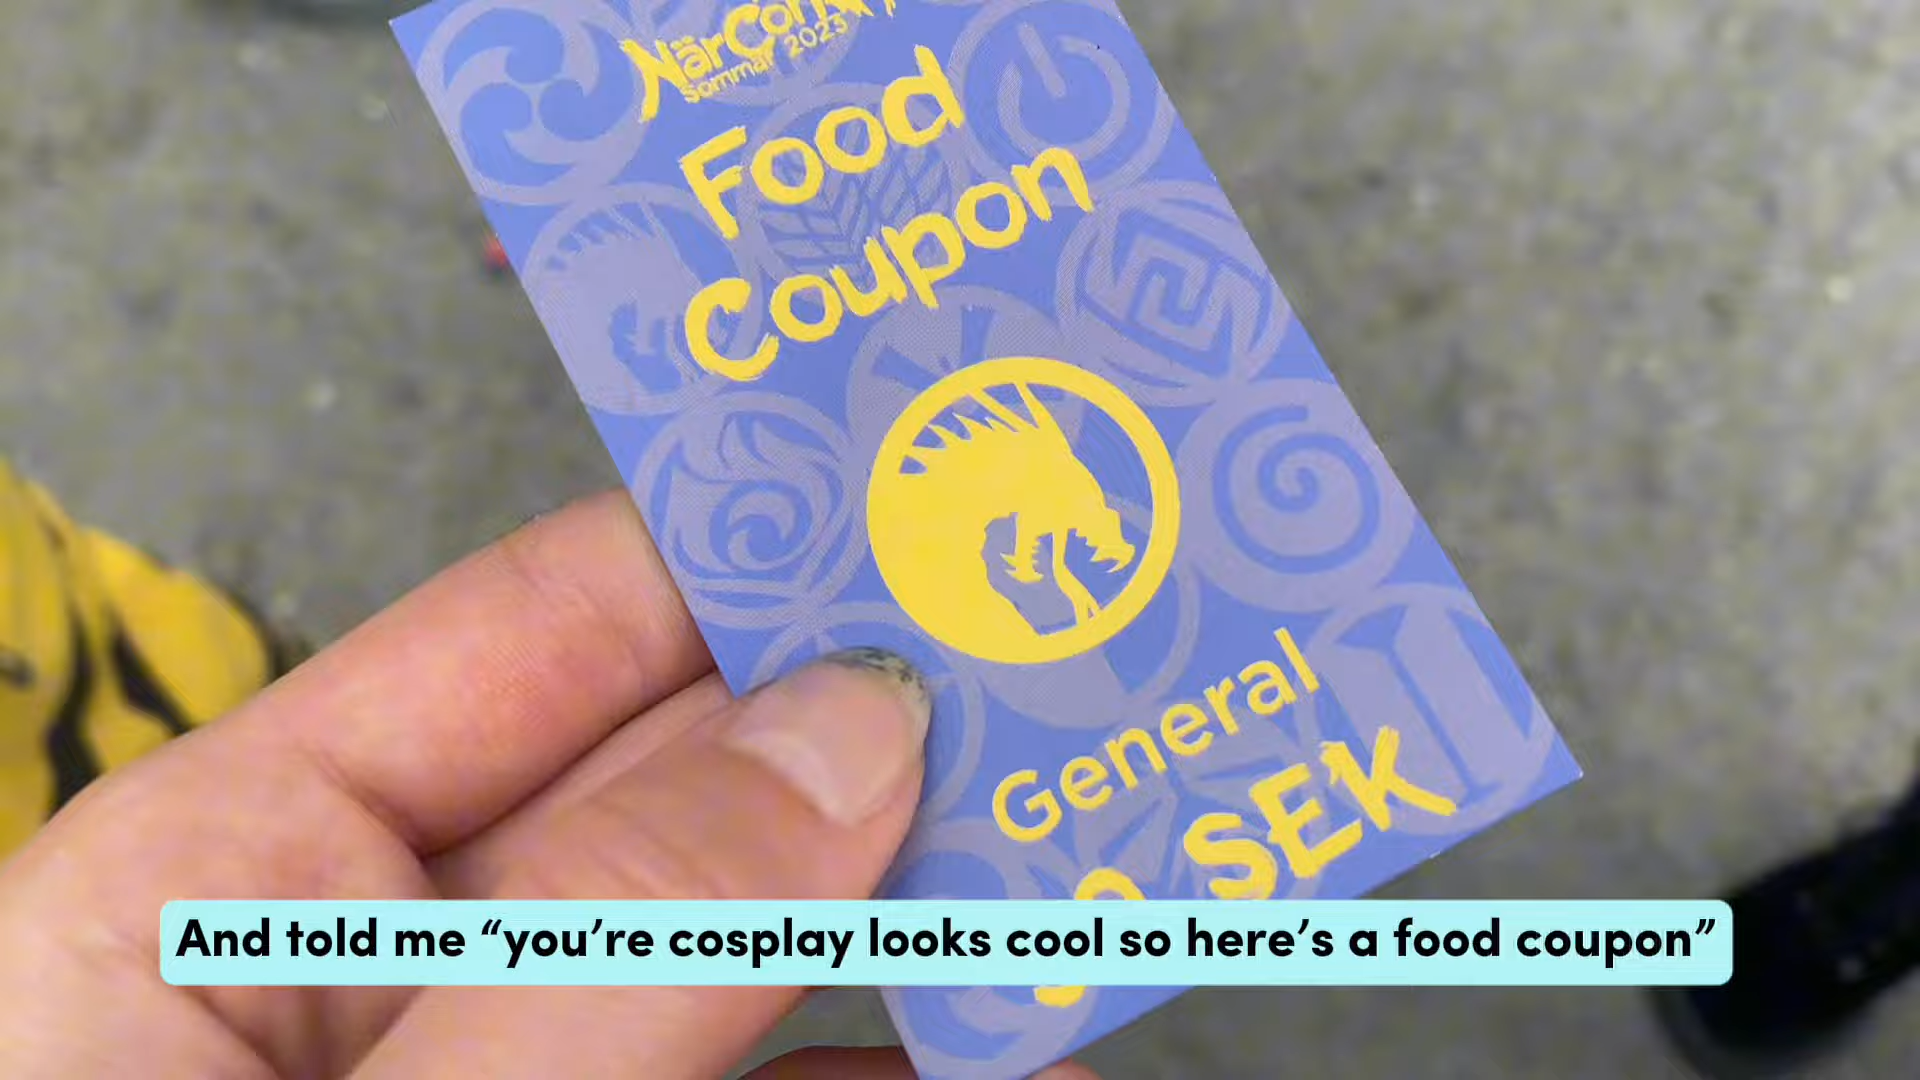 NärCon
Sommar 2023
Food
Coupon
General
SEK
And told me “you’re cosplay looks cool so here’s a food coupon”